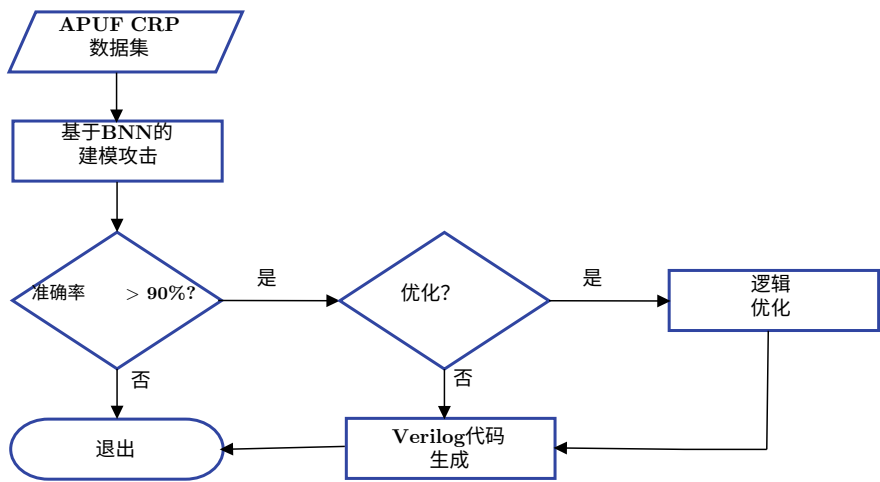 APUF CRP
数据集
基于BNN的
建模攻击
准确率 > 90%?
是
优化？
是
逻辑
优化
否
否
退出
Verilog代码
生成